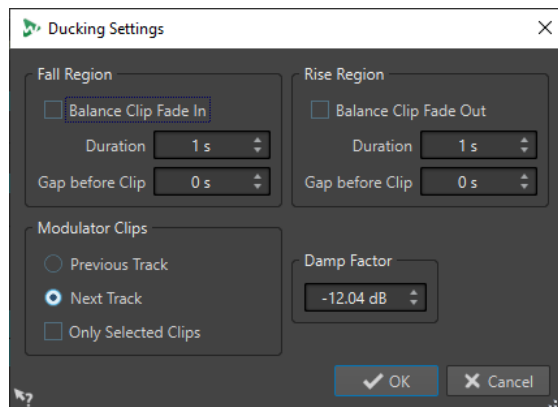 Ducking Settings
Fall Region
Balance Clip Fade In
Duration 1 s
Gap before Clip 0 s
Rise Region
Balance Clip Fade Out
Duration 1 s
Gap before Clip 0 s
Modulator Clips
Previous Track
Next Track
Only Selected Clips
Damp Factor
-12.04 dB
OK Cancel
?